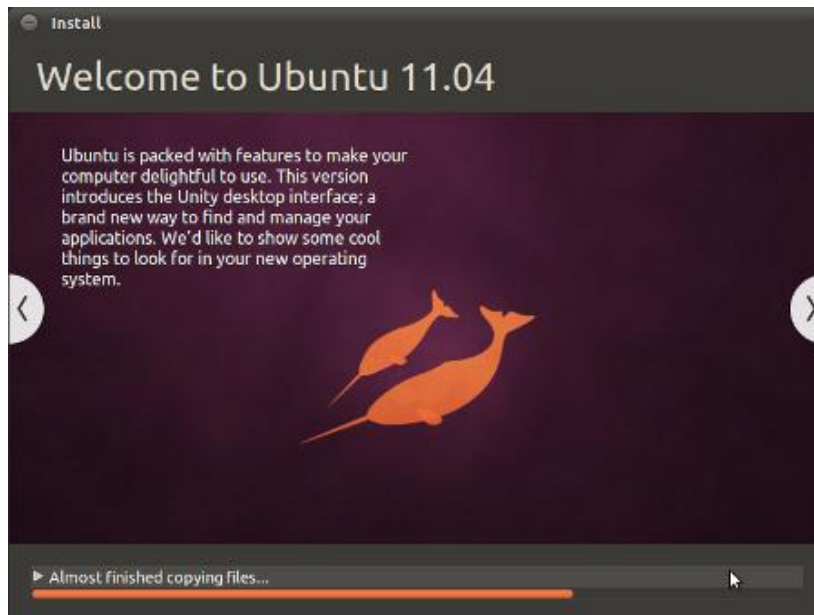 Install
Welcome to Ubuntu 11.04
Ubuntu is packed with features to make your
computer delightful to use. This version
introduces the Unity desktop interface; a
brand new way to find and manage your
applications. We'd like to show some cool
things to look for in your new operating
system.
Almost finished copying files...